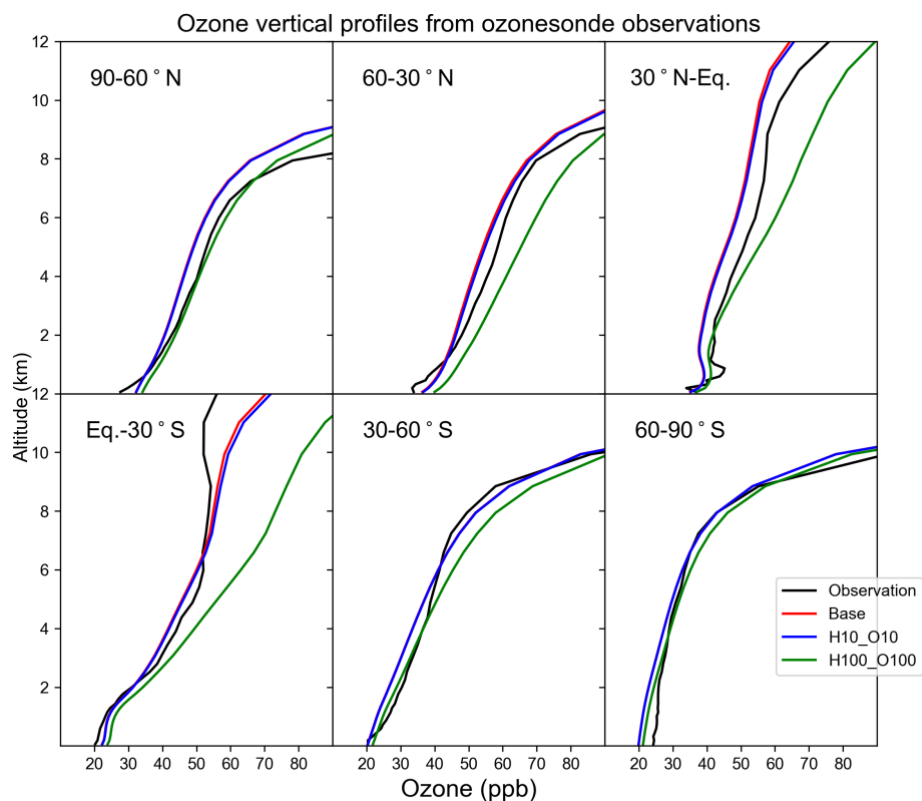 Ozone vertical profiles from ozonesonde observations
12
10
8
6
4
2
90-60°N
60-30°N
30°N-Eq.
Altitude (km)
12
10
8
6
4
2
Eq.-30°S
30-60°S
60-90°S
Observation
Base
H10_O10
H100_O100
20 30 40 50 60 70 80
20 30 40 50 60 70 80
20 30 40 50 60 70 80
Ozone (ppb)